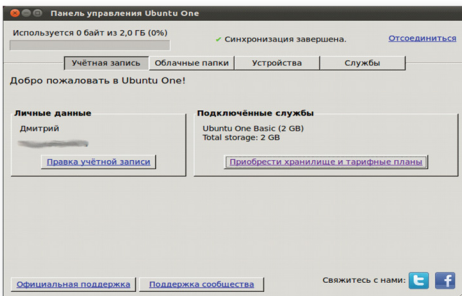 Панель управления Ubuntu One
Используется 0 байт из 2,0 ГБ (0%)
✓ Синхронизация завершена.
Отсоединиться
Учётная запись
Облачные папки
Устройства
Службы
Добро пожаловать в Ubuntu One!
Личные данные
Дмитрий
Правка учётной записи
Подключённые службы
Ubuntu One Basic (2 GB)
Total storage: 2 GB
Приобрести хранилище и тарифные планы
Официальная поддержка
Поддержка сообщества
Свяжитесь с нами: